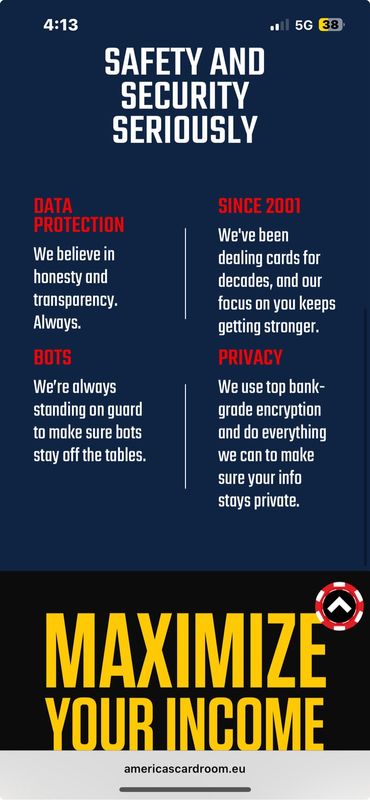 4:13
5G 38
SAFETY AND
SECURITY
SERIOUSLY
DATA
PROTECTION
We believe in
honesty and
transparency.
Always.
SINCE 2001
We've been
dealing cards for
decades, and our
focus on you keeps
getting stronger.
BOTS
We're always
standing on guard
to make sure bots
stay off the tables.
PRIVACY
We use top bank-
grade encryption
and do everything
we can to make
sure your info
stays private.
MAXIMIZE
YOUR INCOME
americascardroom.eu